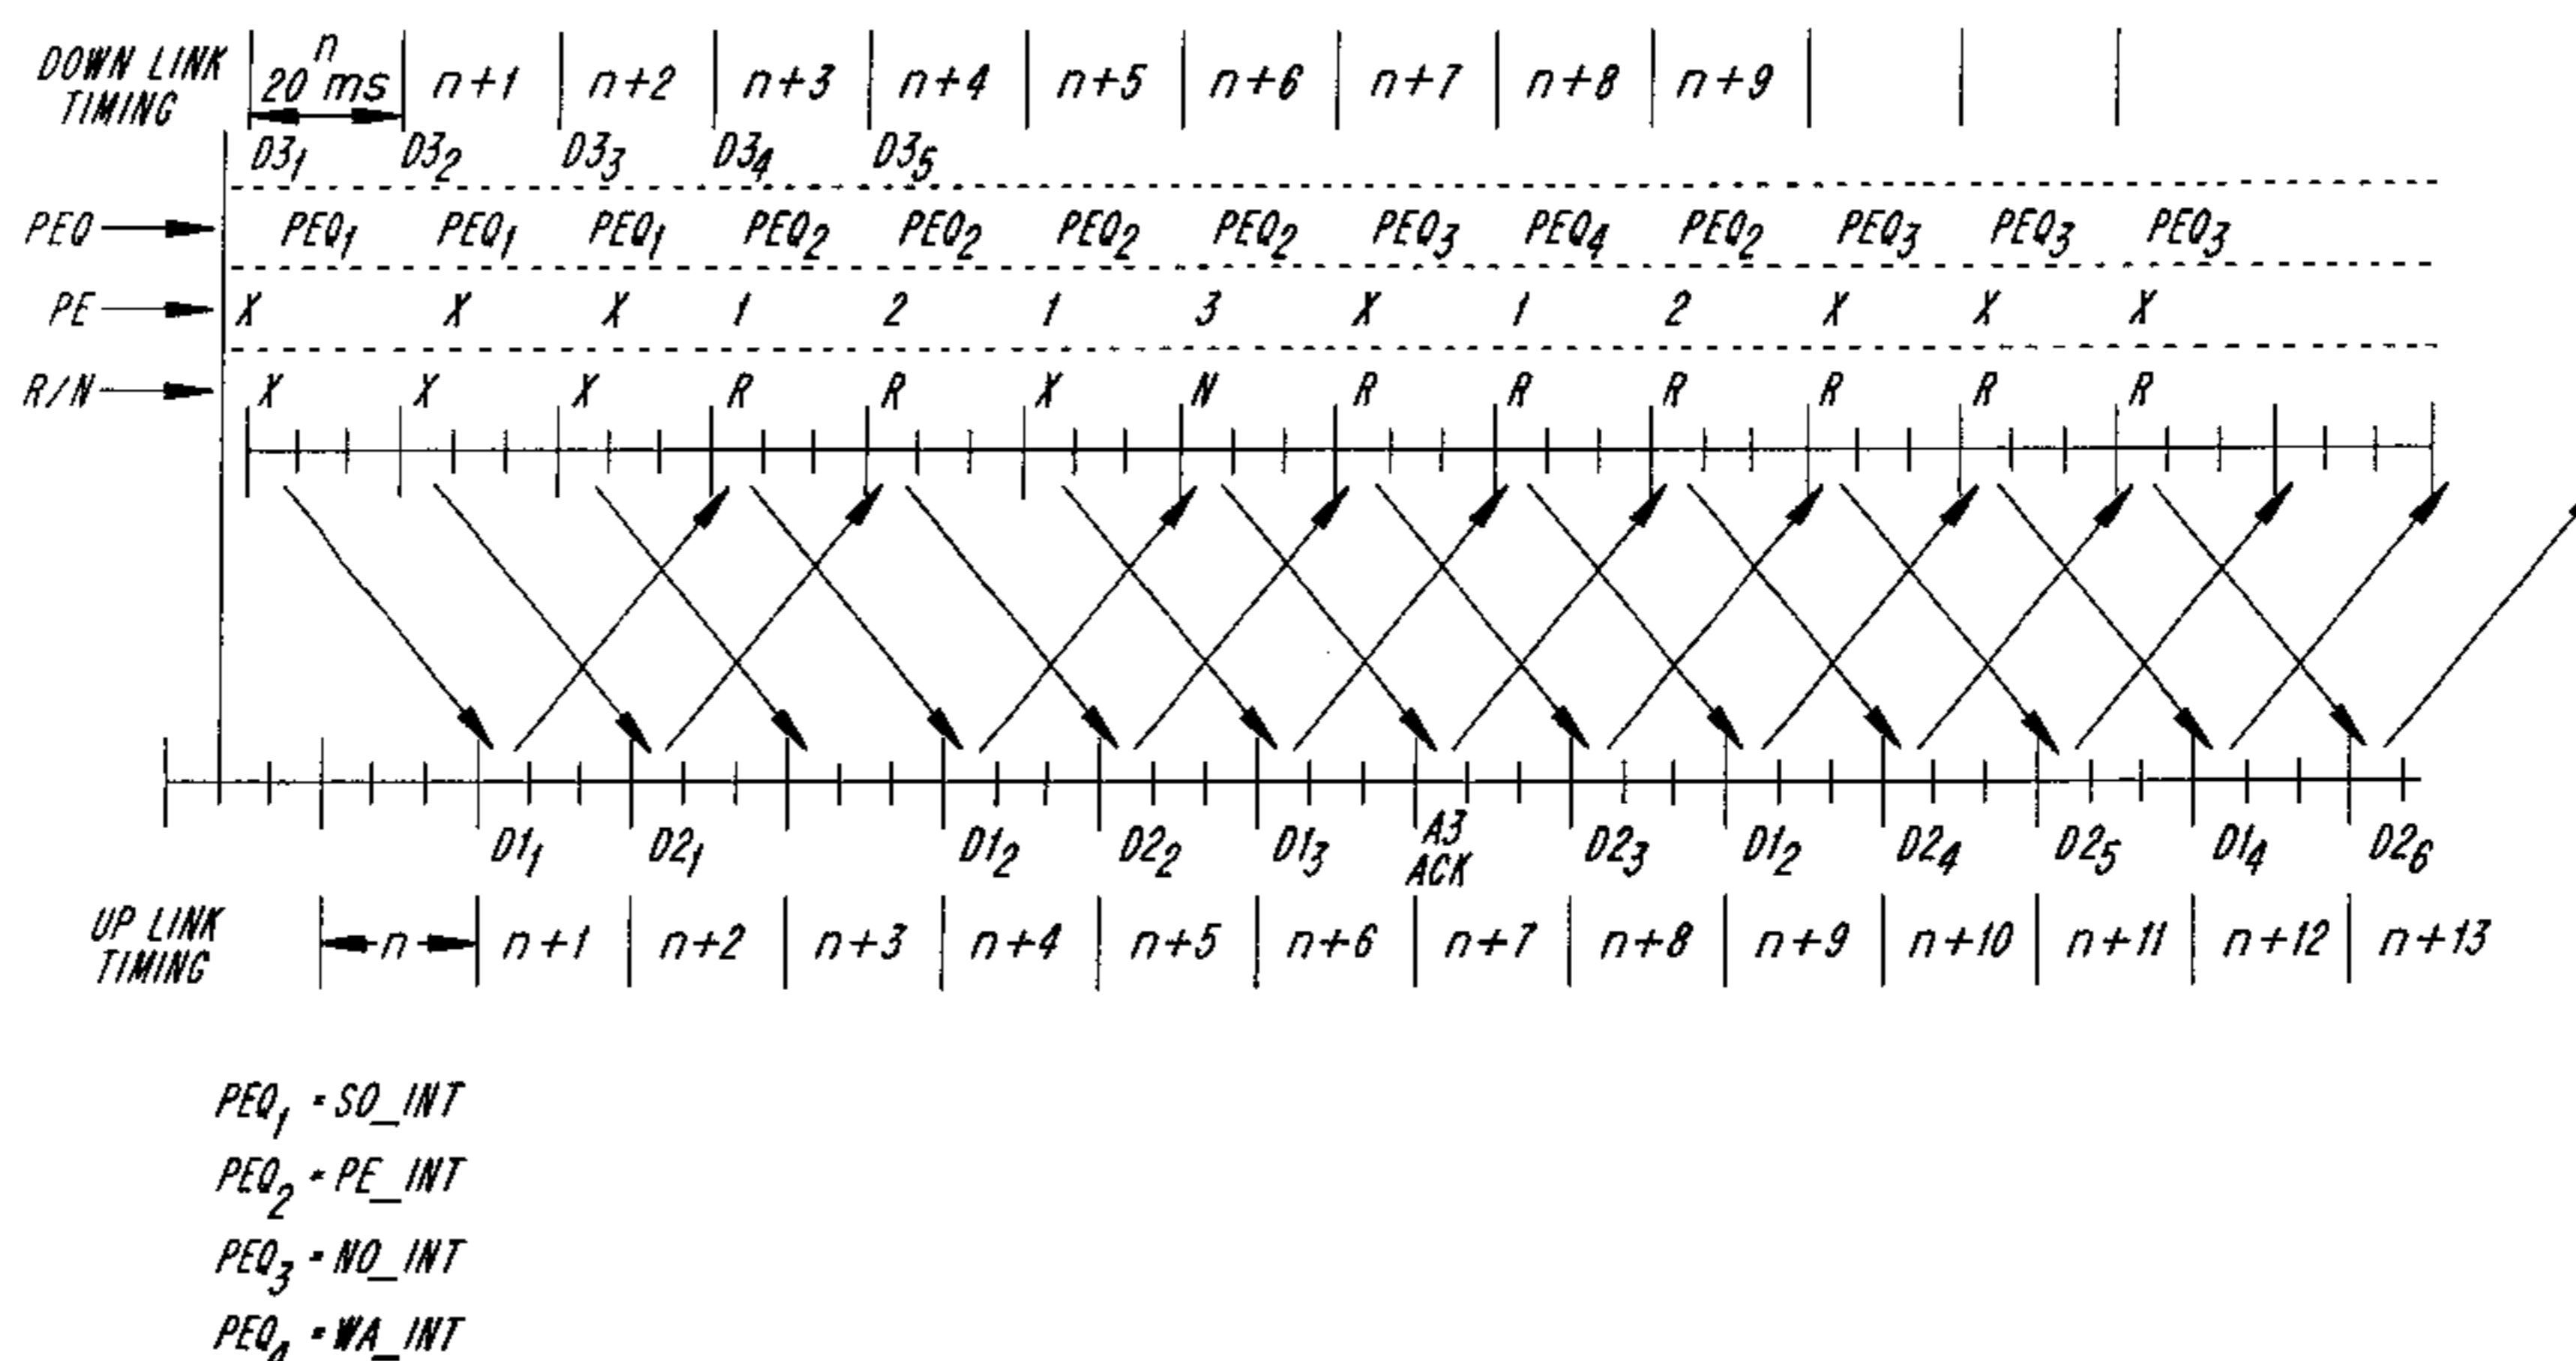 DOWN LINK TIMING
n
20 ms n+1 n+2 n+3 n+4 n+5 n+6 n+7 n+8 n+9
D3₁ D3₂ D3₃ D3₄ D3₅
PEQ PEQ₁ PEQ₁ PEQ₁ PEQ₂ PEQ₂ PEQ₂ PEQ₂ PEQ₃ PEQ₄ PEQ₂ PEQ₃ PEQ₃ PEQ₃
PE X X X 1 2 1 3 X 1 2 X X X
R/N X X X R R X N R R R R R R
D1₁ D2₁ D1₂ D2₂ D1₃ A3 ACK D2₃ D1₂ D2₄ D2₅ D1₄ D2₆
UP LINK TIMING
n n+1 n+2 n+3 n+4 n+5 n+6 n+7 n+8 n+9 n+10 n+11 n+12 n+13
PEQ₁ = SO_INT
PEQ₂ = PE_INT
PEQ₃ = NO_INT
PEQ₄ = WA_INT